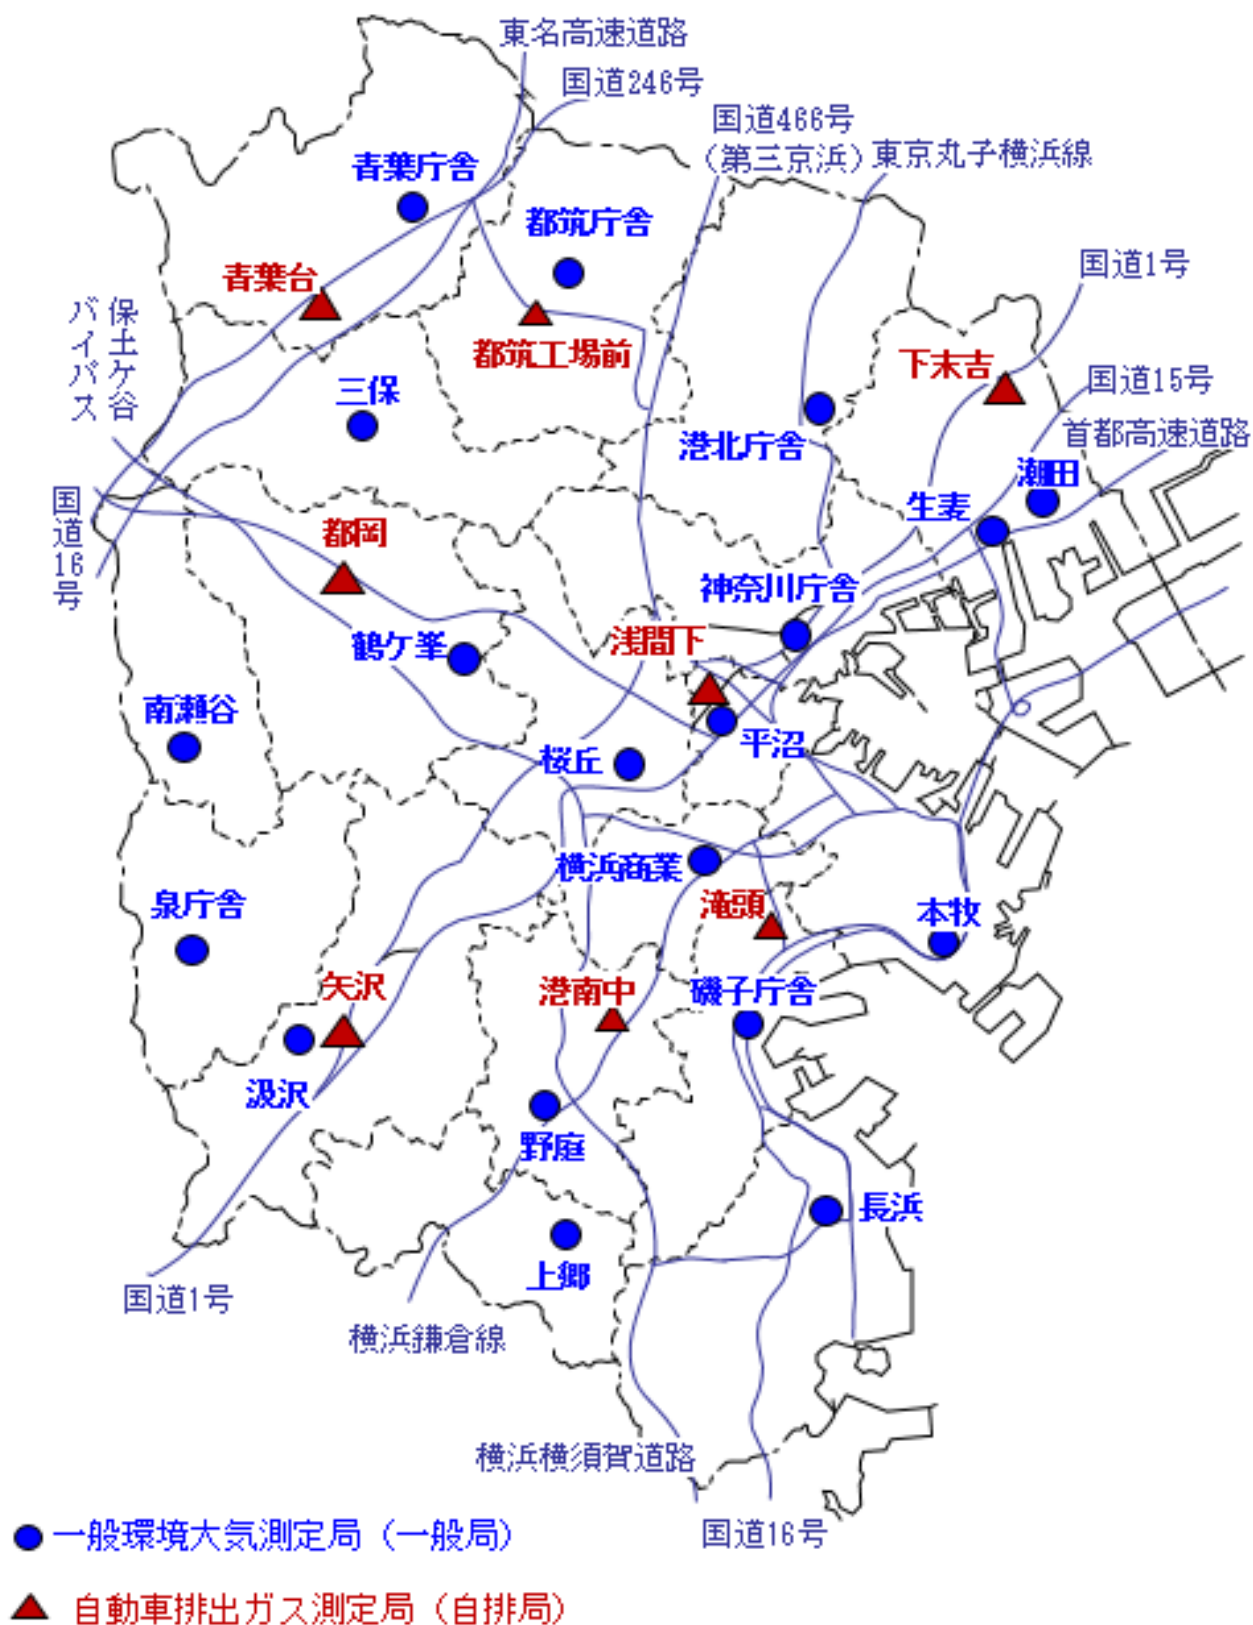 東名高速道路
国道246号
国道466号
(第三京浜)
東京丸子横浜線
青葉庁舎
都筑庁舎
国道1号
青葉台
保土ケ谷
バイパス
都筑工場前
下末吉
国道15号
三保
首都高速道路
港北庁舎
潮田
国道16号
生麦
都岡
神奈川庁舎
浅間下
鶴ケ峯
南瀬谷
平沼
桜丘
横浜商業
泉庁舎
滝頭
本牧
矢沢
港南中
磯子庁舎
汲沢
野庭
長浜
上郷
国道1号
横浜鎌倉線
横浜横須賀道路
国道16号
一般環境大気測定局(一般局)
自動車排出ガス測定局(自排局)